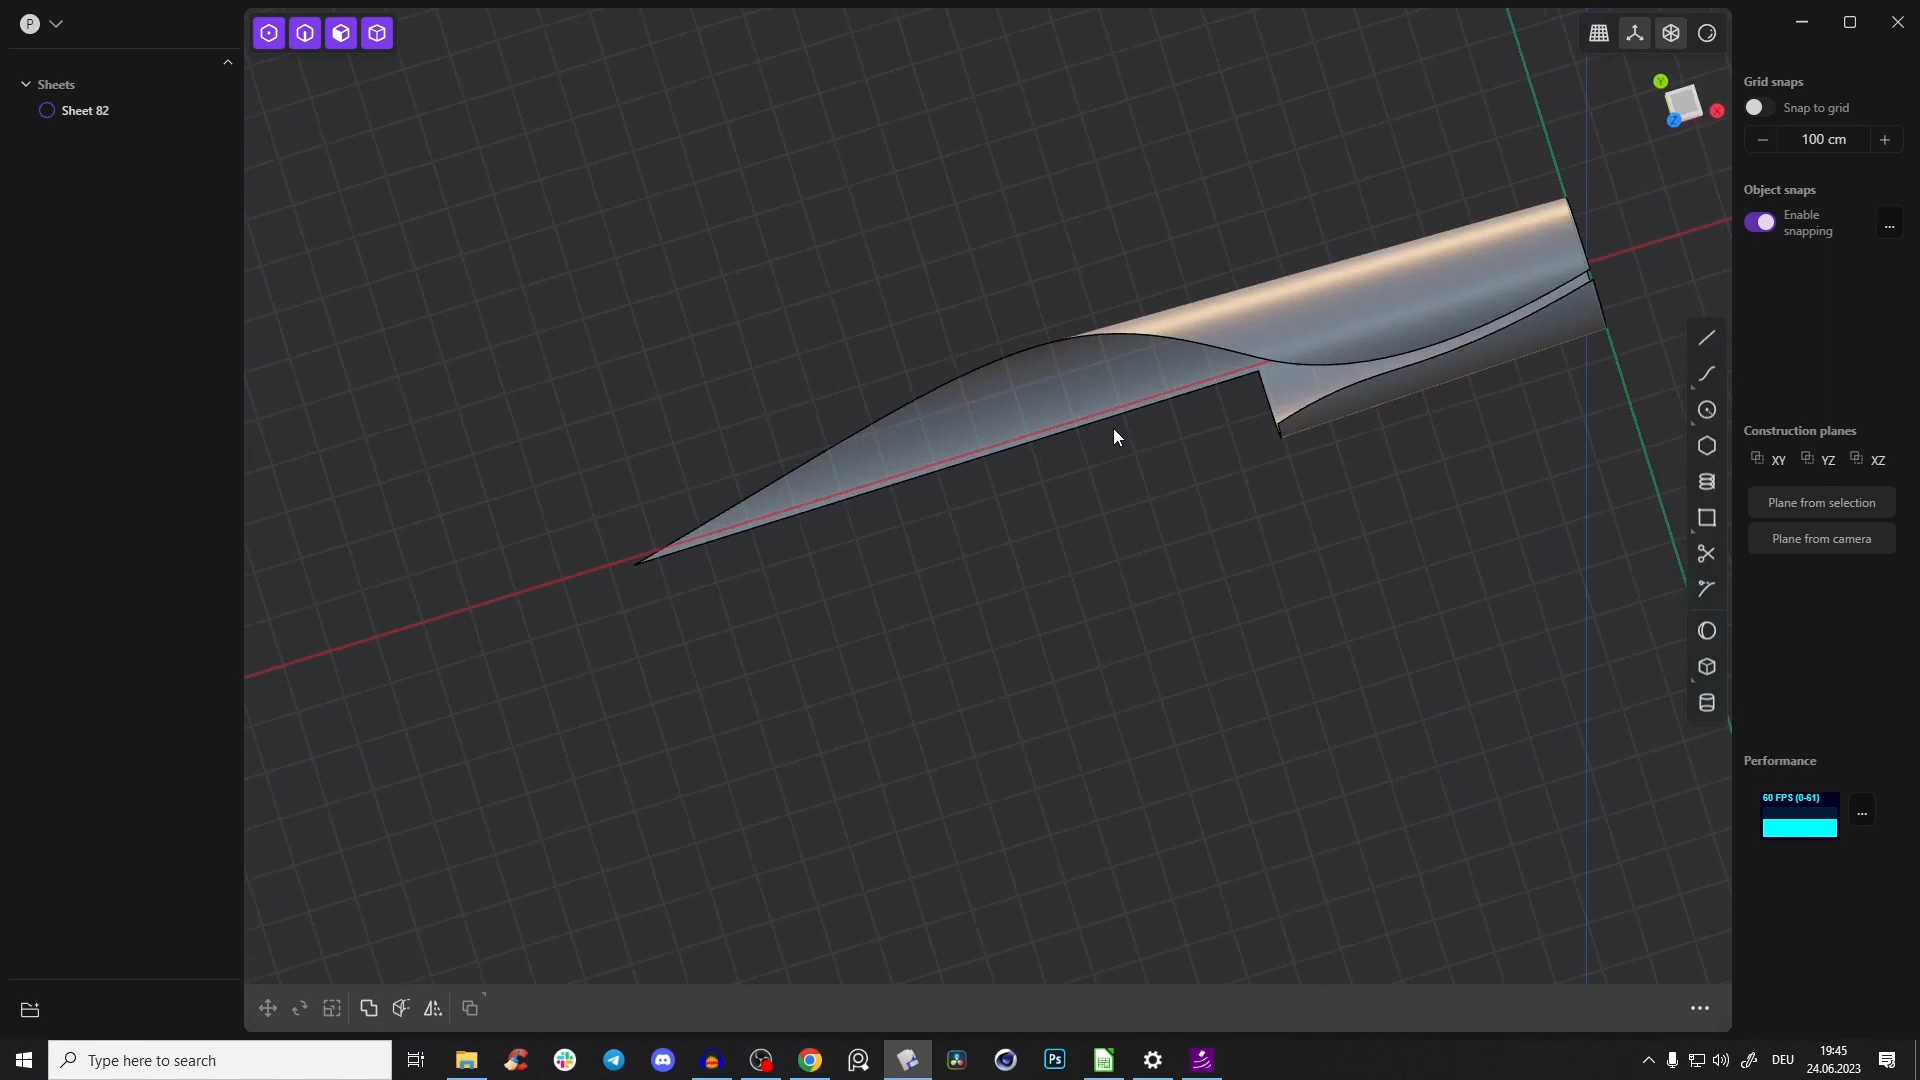 P
Sheets
Sheet 82
Y
X
Z
Grid snaps
Snap to grid
100 cm
Object snaps
Enable
snapping
...
Construction planes
XY
YZ
XZ
Plane from selection
Plane from camera
Performance
60 FPS (0-61)
...
Type here to search
Ps
DEU
19:45
24.06.2023